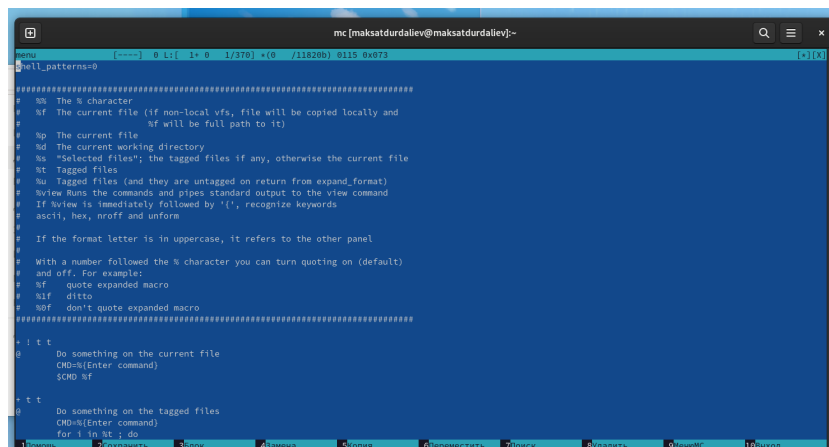 mc [maksatdurdaliev@maksatdurdaliev]:~
menu [----] 0 L:[ 1+ 0 1/370] *(0 /11820b) 0115 0x073 [*][X]
shell_patterns=0
###############################################################################
# %% The % character
# %f The current file (if non-local vfs, file will be copied locally and
# %f will be full path to it)
# %p The current file
# %d The current working directory
# %s "Selected files"; the tagged files if any, otherwise the current file
# %t Tagged files
# %u Tagged files (and they are untagged on return from expand_format)
# %view Runs the commands and pipes standard output to the view command
# If %view is immediately followed by '{', recognize keywords
# ascii, hex, nroff and unform
#
# If the format letter is in uppercase, it refers to the other panel
#
# With a number followed the % character you can turn quoting on (default)
# and off. For example:
# %f quote expanded macro
# %1f ditto
# %0f don't quote expanded macro
###############################################################################
+ ! t t
@ Do something on the current file
CMD=%{Enter command}
$CMD %f
+ t t
@ Do something on the tagged files
CMD=%{Enter command}
for i in %t ; do
1Помощь 2Сохранить 3Блок 4Замена 5Копия 6Переместить 7Поиск 8Удалить 9МенюMC 10Выход